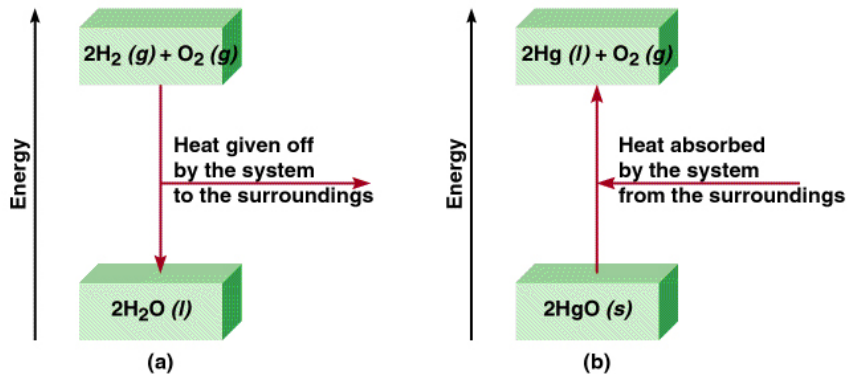 Energy
2H₂ (g) + O₂ (g)
Heat given off
by the system
to the surroundings
2H₂O (l)
(a)
Energy
2Hg (l) + O₂ (g)
Heat absorbed
by the system
from the surroundings
2HgO (s)
(b)